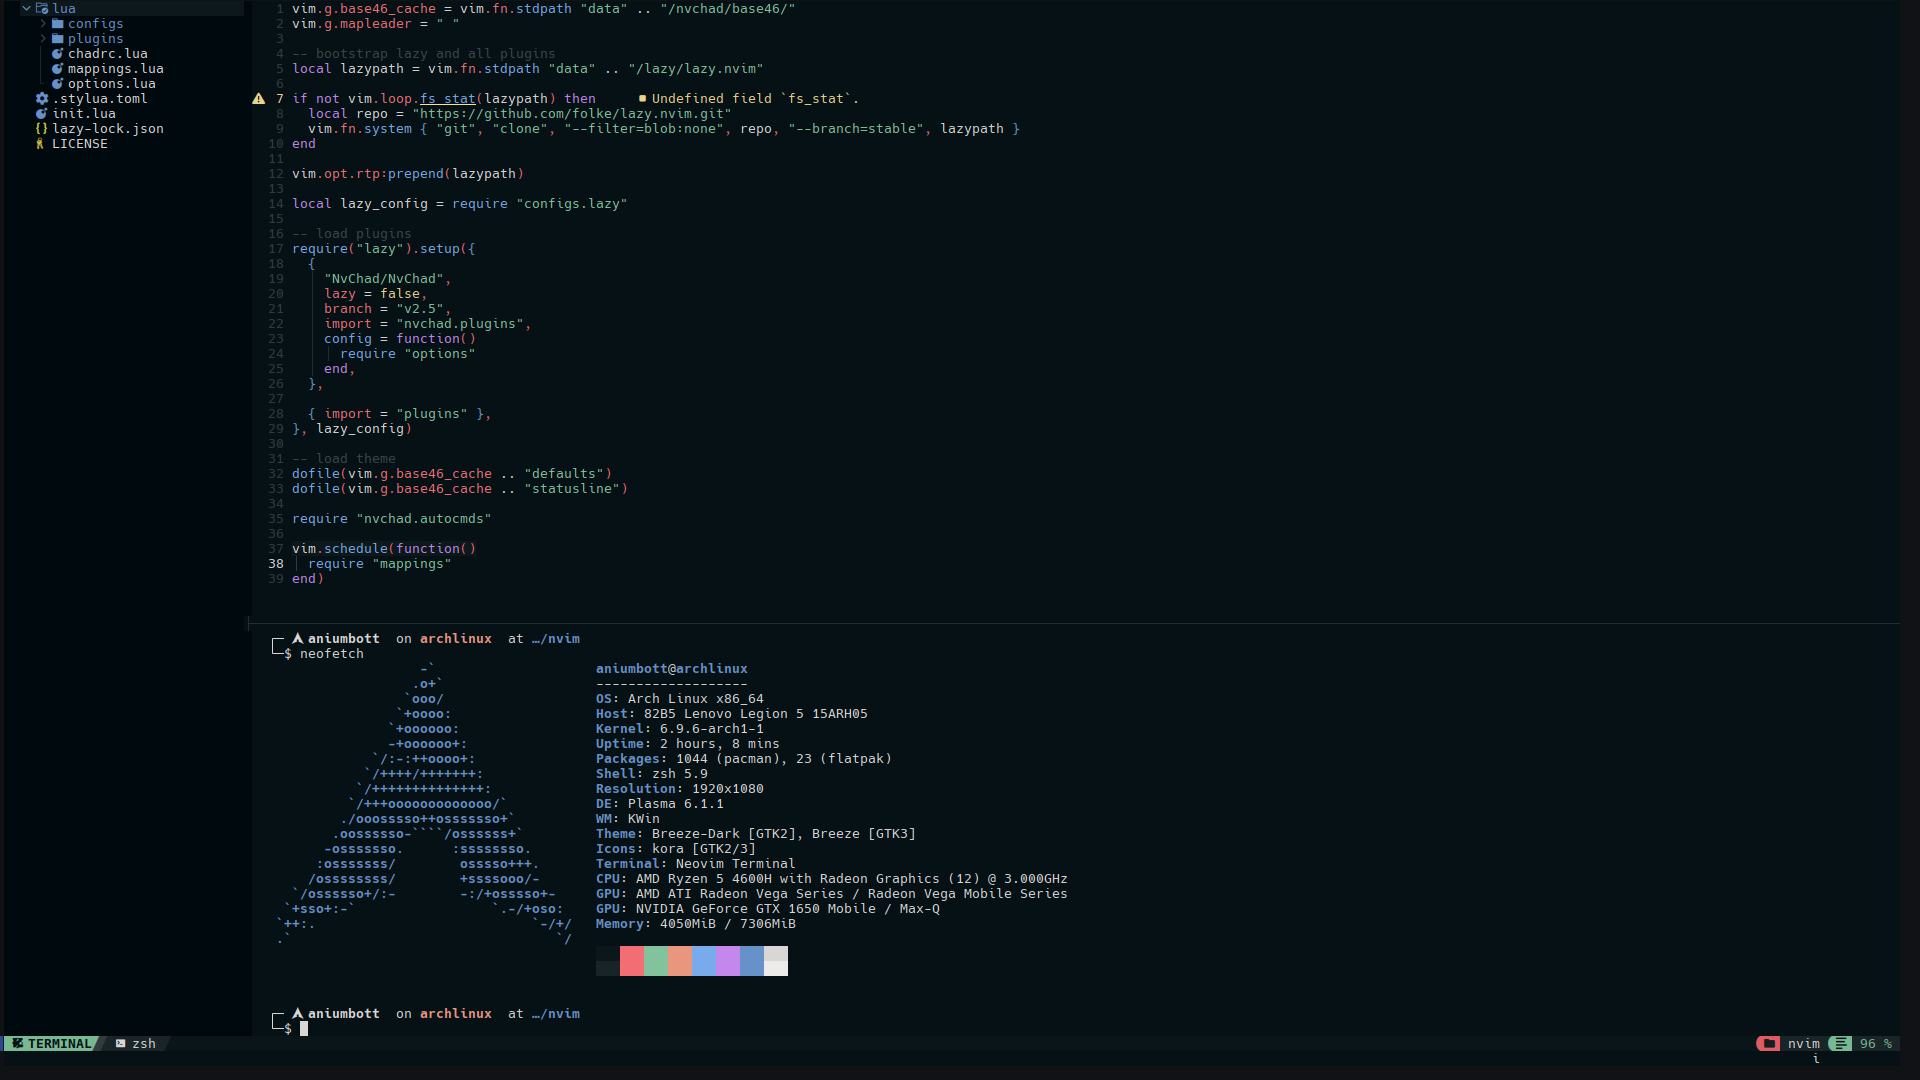 lua
configs
plugins
chadrc.lua
mappings.lua
options.lua
.stylua.toml
init.lua
lazy-lock.json
LICENSE
1 vim.g.base46_cache = vim.fn.stdpath "data" .. "/nvchad/base46/"
2 vim.g.mapleader = " "
3
4 -- bootstrap lazy and all plugins
5 local lazypath = vim.fn.stdpath "data" .. "/lazy/lazy.nvim"
6
7 if not vim.loop.fs_stat(lazypath) then ■ Undefined field `fs_stat`.
8   local repo = "https://github.com/folke/lazy.nvim.git"
9   vim.fn.system { "git", "clone", "--filter=blob:none", repo, "--branch=stable", lazypath }
10 end
11
12 vim.opt.rtp:prepend(lazypath)
13
14 local lazy_config = require "configs.lazy"
15
16 -- load plugins
17 require("lazy").setup({
18   {
19     "NvChad/NvChad",
20     lazy = false,
21     branch = "v2.5",
22     import = "nvchad.plugins",
23     config = function()
24       require "options"
25     end,
26   },
27
28   { import = "plugins" },
29 }, lazy_config)
30
31 -- load theme
32 dofile(vim.g.base46_cache .. "defaults")
33 dofile(vim.g.base46_cache .. "statusline")
34
35 require "nvchad.autocmds"
36
37 vim.schedule(function()
38   require "mappings"
39 end)
aniumbott on archlinux at …/nvim
$ neofetch
                  -`
                 .o+`
                `ooo/
               `+oooo:
              `+oooooo:
              -+oooooo+:
            `/:-:++oooo+:
           `/++++/+++++++:
          `/++++++++++++++:
         `/+++ooooooooooooo/`
        ./ooosssso++osssssso+`
       .oossssso-````/ossssss+`
      -osssssso.      :ssssssso.
     :osssssss/        osssso+++.
    /ossssssss/        +ssssooo/-
  `/ossssso+/:-        -:/+osssso+-
 `+sso+:-`                 `.-/+oso:
`++:.                           `-/+/
.`                                 `/
aniumbott@archlinux
-------------------
OS: Arch Linux x86_64
Host: 82B5 Lenovo Legion 5 15ARH05
Kernel: 6.9.6-arch1-1
Uptime: 2 hours, 8 mins
Packages: 1044 (pacman), 23 (flatpak)
Shell: zsh 5.9
Resolution: 1920x1080
DE: Plasma 6.1.1
WM: KWin
Theme: Breeze-Dark [GTK2], Breeze [GTK3]
Icons: kora [GTK2/3]
Terminal: Neovim Terminal
CPU: AMD Ryzen 5 4600H with Radeon Graphics (12) @ 3.000GHz
GPU: AMD ATI Radeon Vega Series / Radeon Vega Mobile Series
GPU: NVIDIA GeForce GTX 1650 Mobile / Max-Q
Memory: 4050MiB / 7306MiB
aniumbott on archlinux at …/nvim
$
TERMINAL zsh nvim 96 %
i